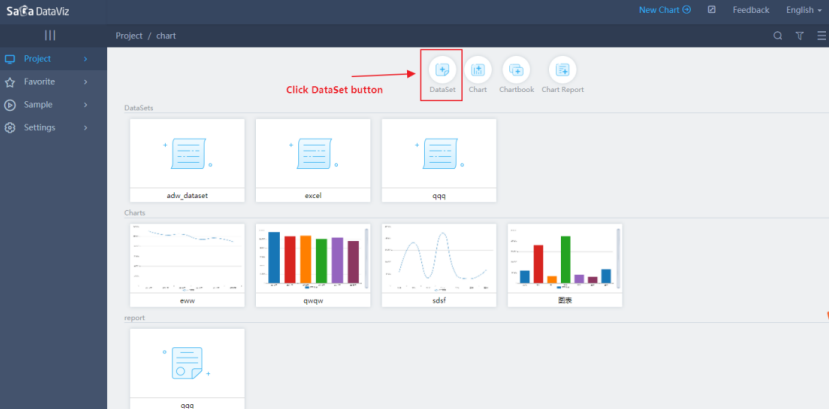 SaCa DataViz
New Chart
Feedback
English
Project / chart
Project
Favorite
Sample
Settings
Click DataSet button
DataSet
Chart
Chartbook
Chart Report
DataSets
adw_dataset
excel
qqq
Charts
eww
qwqw
sdsf
图表
report
qqq